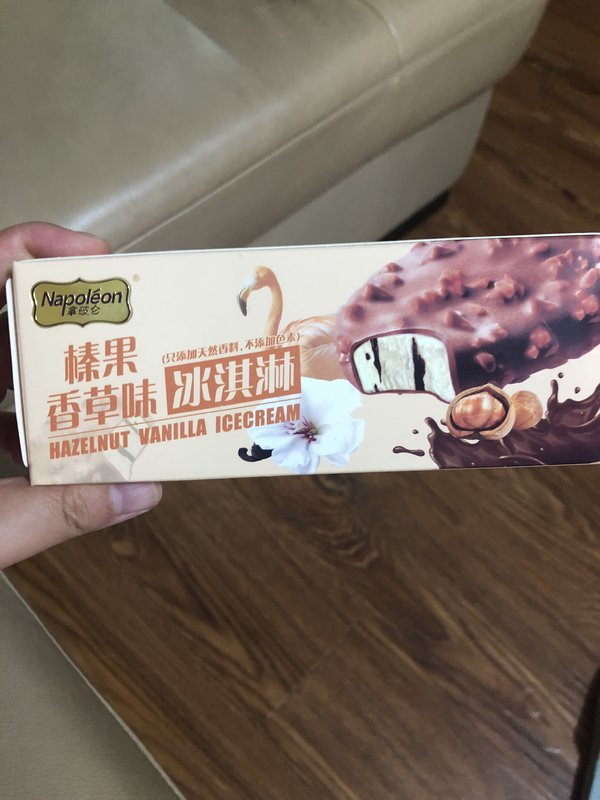 Napoléon
拿破仑
®
榛果
(只添加天然香料,不添加色素)
香草味 冰淇淋
HAZELNUT VANILLA ICECREAM